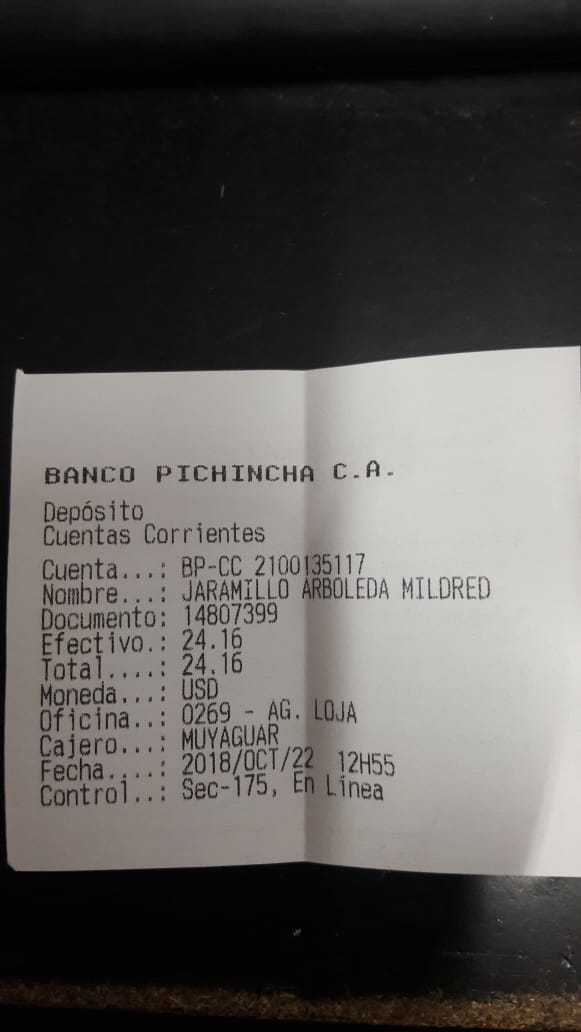 BANCO PICHINCHA C.A.
Depósito
Cuentas Corrientes
Cuenta...: BP-CC 2100135117
Nombre...: JARAMILLO ARBOLEDA MILDRED
Documento: 14807399
Efectivo.: 24.16
Total....: 24.16
Moneda...: USD
Oficina..: 0269 - AG. LOJA
Cajero...: MUYAGUAR
Fecha....: 2018/OCT/22 12H55
Control..: Sec-175, En Línea